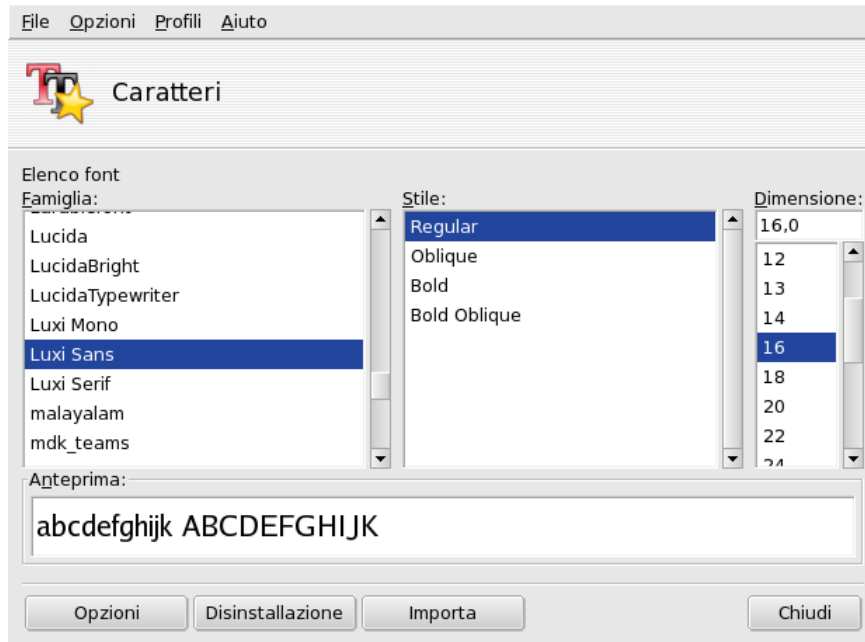 File Opzioni Profili Aiuto
Caratteri
Elenco font
Famiglia:
Lucida
LucidaBright
LucidaTypewriter
Luxi Mono
Luxi Sans
Luxi Serif
malayalam
mdk_teams
Stile:
Regular
Oblique
Bold
Bold Oblique
Dimensione:
16,0
12
13
14
16
18
20
22
24
Anteprima:
abcdefghijk ABCDEFGHIJK
Opzioni Disinstallazione Importa Chiudi